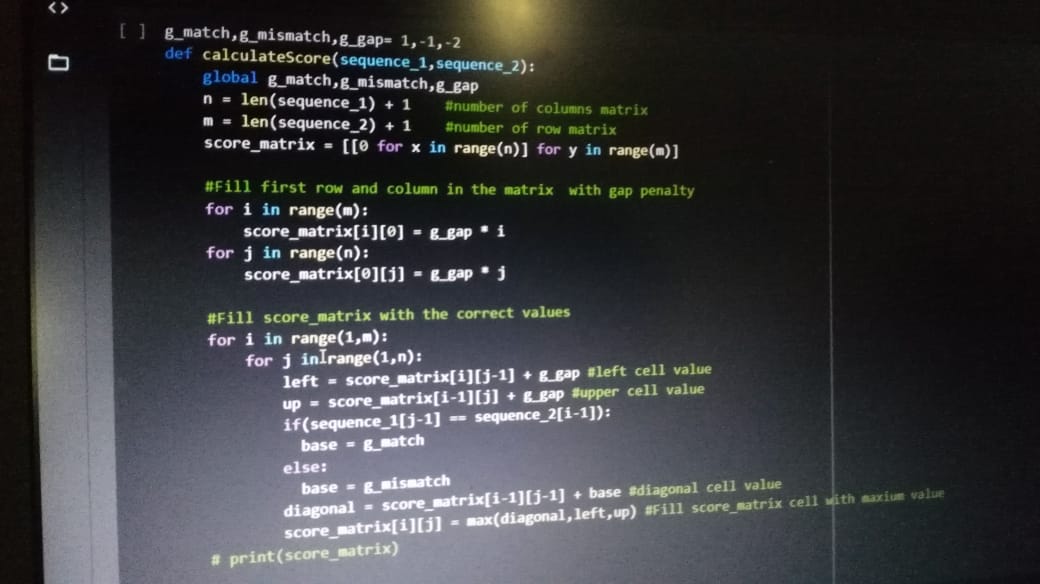 <>
[ ] g_match,g_mismatch,g_gap= 1,-1,-2
def calculateScore(sequence_1,sequence_2):
    global g_match,g_mismatch,g_gap
    n = len(sequence_1) + 1    #number of columns matrix
    m = len(sequence_2) + 1    #number of row matrix
    score_matrix = [[0 for x in range(n)] for y in range(m)]

    #Fill first row and column in the matrix  with gap penalty
    for i in range(m):
        score_matrix[i][0] = g_gap * i
    for j in range(n):
        score_matrix[0][j] = g_gap * j

    #Fill score_matrix with the correct values
    for i in range(1,m):
        for j in range(1,n):
            left = score_matrix[i][j-1] + g_gap #left cell value
            up = score_matrix[i-1][j] + g_gap #upper cell value
            if(sequence_1[j-1] == sequence_2[i-1]):
              base = g_match
            else:
              base = g_mismatch
            diagonal = score_matrix[i-1][j-1] + base #diagonal cell value
            score_matrix[i][j] = max(diagonal,left,up) #Fill score_matrix cell with maxium value
    # print(score_matrix)